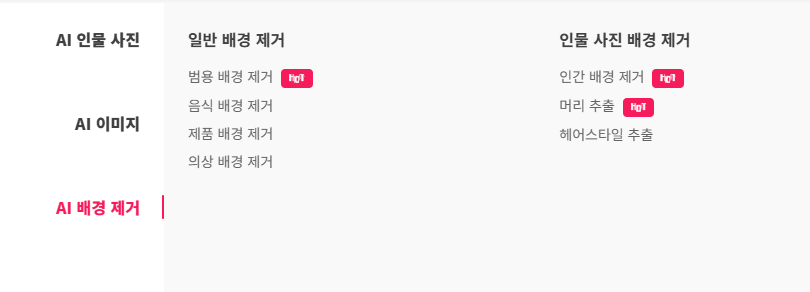 AI 인물 사진
AI 이미지
AI 배경 제거
일반 배경 제거
범용 배경 제거 HOT
음식 배경 제거
제품 배경 제거
의상 배경 제거
인물 사진 배경 제거
인간 배경 제거 HOT
머리 추출 HOT
헤어스타일 추출